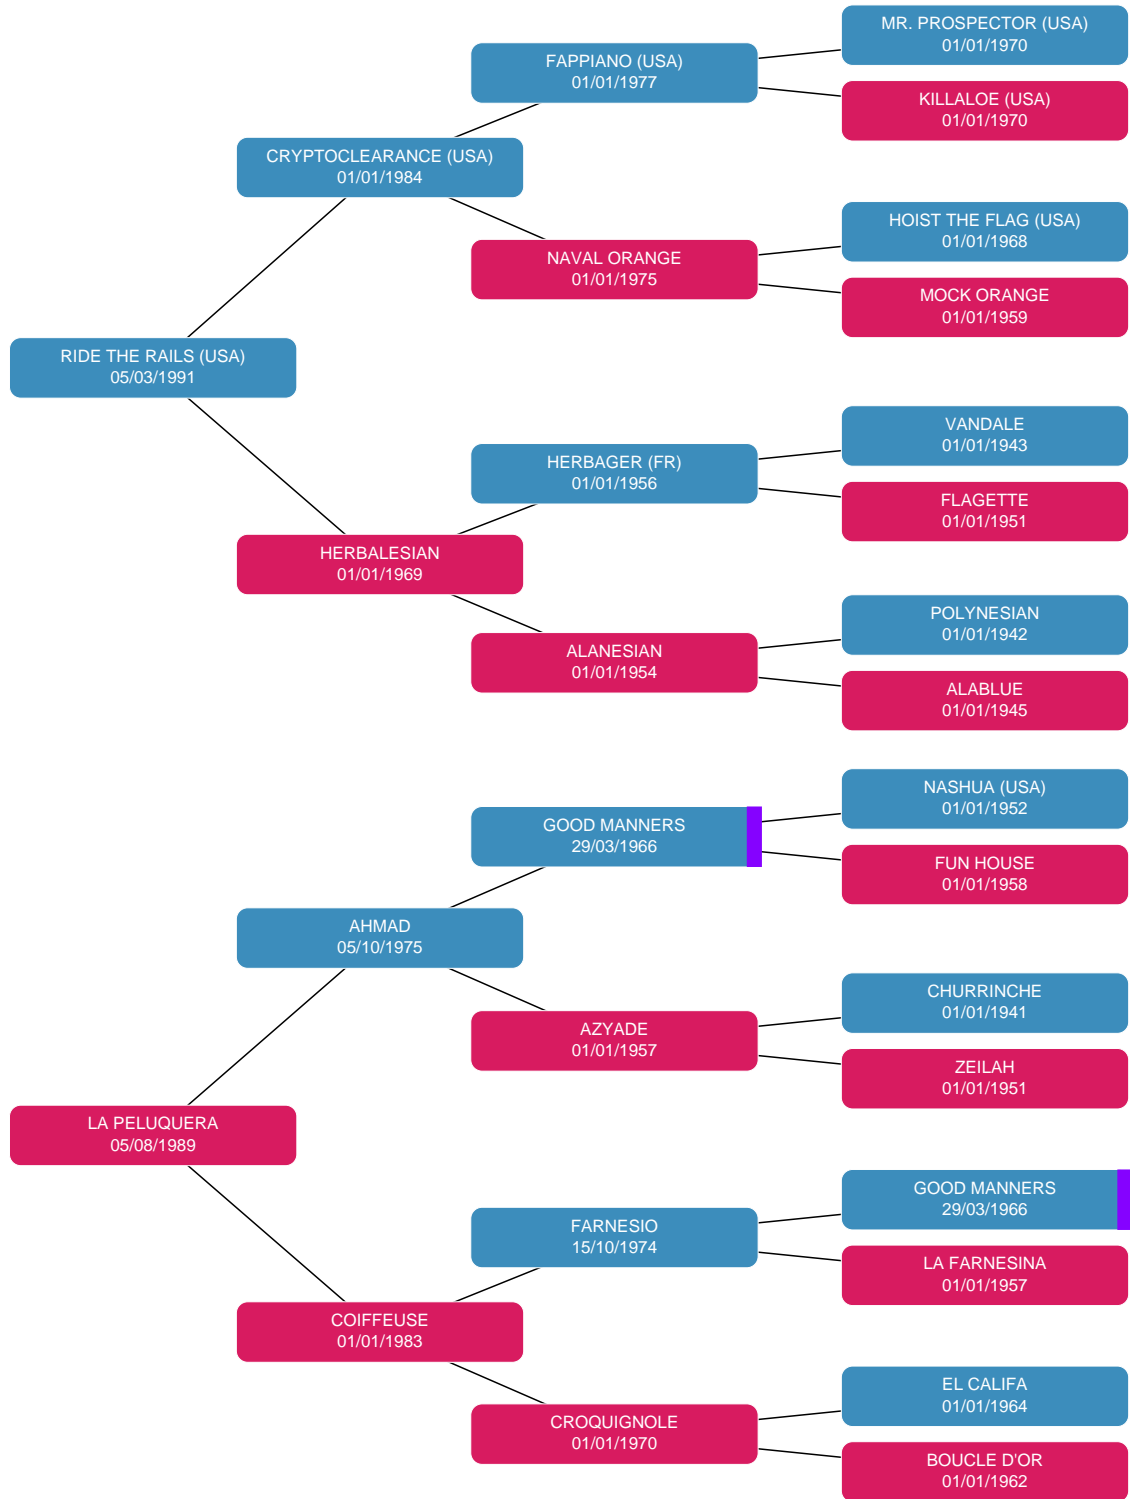 MR. PROSPECTOR (USA)
01/01/1970
FAPPIANO (USA)
01/01/1977
KILLALOE (USA)
01/01/1970
CRYPTOCLEARANCE (USA)
01/01/1984
HOIST THE FLAG (USA)
01/01/1968
NAVAL ORANGE
01/01/1975
MOCK ORANGE
01/01/1959
RIDE THE RAILS (USA)
05/03/1991
VANDALE
01/01/1943
HERBAGER (FR)
01/01/1956
FLAGETTE
01/01/1951
HERBALESIAN
01/01/1969
POLYNESIAN
01/01/1942
ALANESIAN
01/01/1954
ALABLUE
01/01/1945
NASHUA (USA)
01/01/1952
GOOD MANNERS
29/03/1966
FUN HOUSE
01/01/1958
AHMAD
05/10/1975
CHURRINCHE
01/01/1941
AZYADE
01/01/1957
ZEILAH
01/01/1951
LA PELUQUERA
05/08/1989
GOOD MANNERS
29/03/1966
FARNESIO
15/10/1974
LA FARNESINA
01/01/1957
COIFFEUSE
01/01/1983
EL CALIFA
01/01/1964
CROQUIGNOLE
01/01/1970
BOUCLE D'OR
01/01/1962